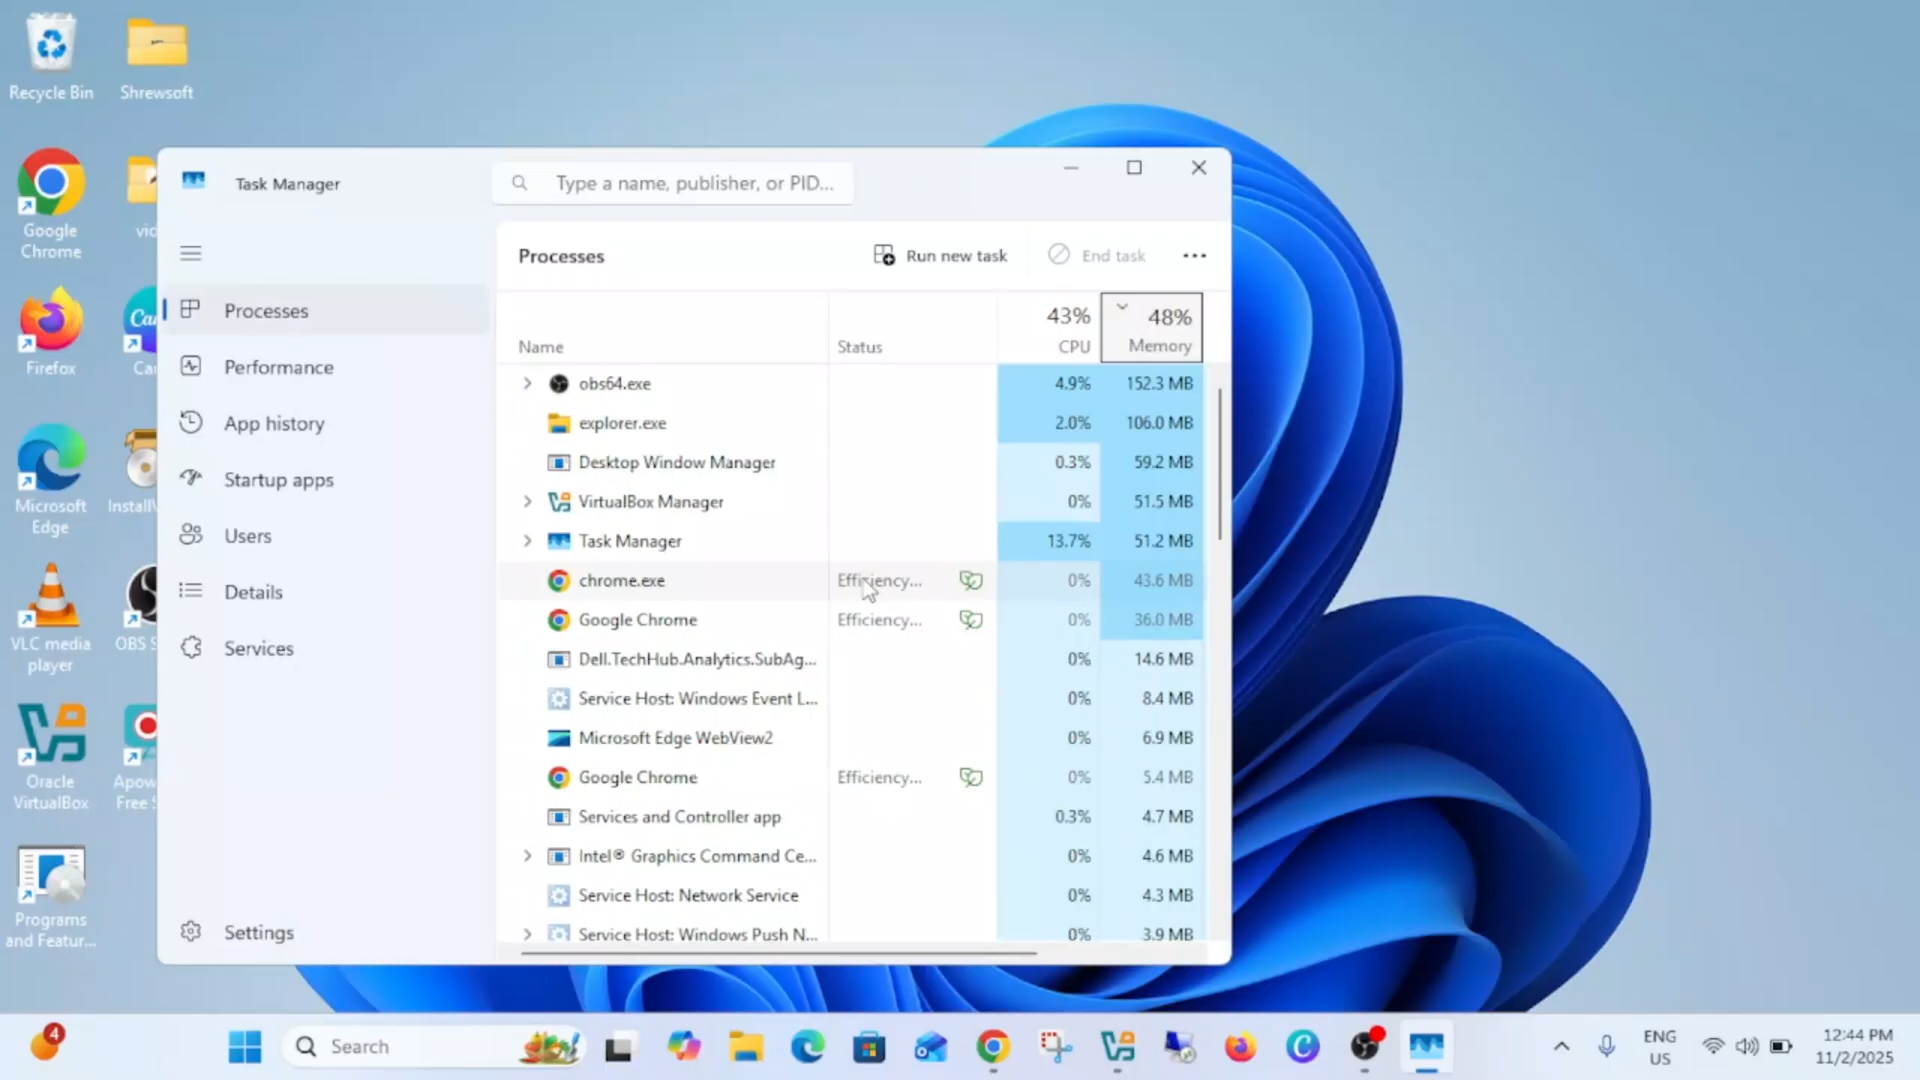 Recycle Bin
Shrewsoft
Google
Chrome
Firefox
Microsoft
Edge
VLC media
player
OBS S
Oracle
VirtualBox
Apow
Free S
Programs
and Featur...
Task Manager
Type a name, publisher, or PID...
Processes
Performance
App history
Startup apps
Users
Details
Services
Settings
Processes
Run new task
End task
Name
Status
43%
CPU
48%
Memory
obs64.exe 4.9% 152.3 MB
explorer.exe 2.0% 106.0 MB
Desktop Window Manager 0.3% 59.2 MB
VirtualBox Manager 0% 51.5 MB
Task Manager 13.7% 51.2 MB
chrome.exe Efficiency... 0% 43.6 MB
Google Chrome Efficiency... 0% 36.0 MB
Dell.TechHub.Analytics.SubAg... 0% 14.6 MB
Service Host: Windows Event L... 0% 8.4 MB
Microsoft Edge WebView2 0% 6.9 MB
Google Chrome Efficiency... 0% 5.4 MB
Services and Controller app 0.3% 4.7 MB
Intel® Graphics Command Ce... 0% 4.6 MB
Service Host: Network Service 0% 4.3 MB
Service Host: Windows Push N... 0% 3.9 MB
4
Search
ENG
US
12:44 PM
11/2/2025